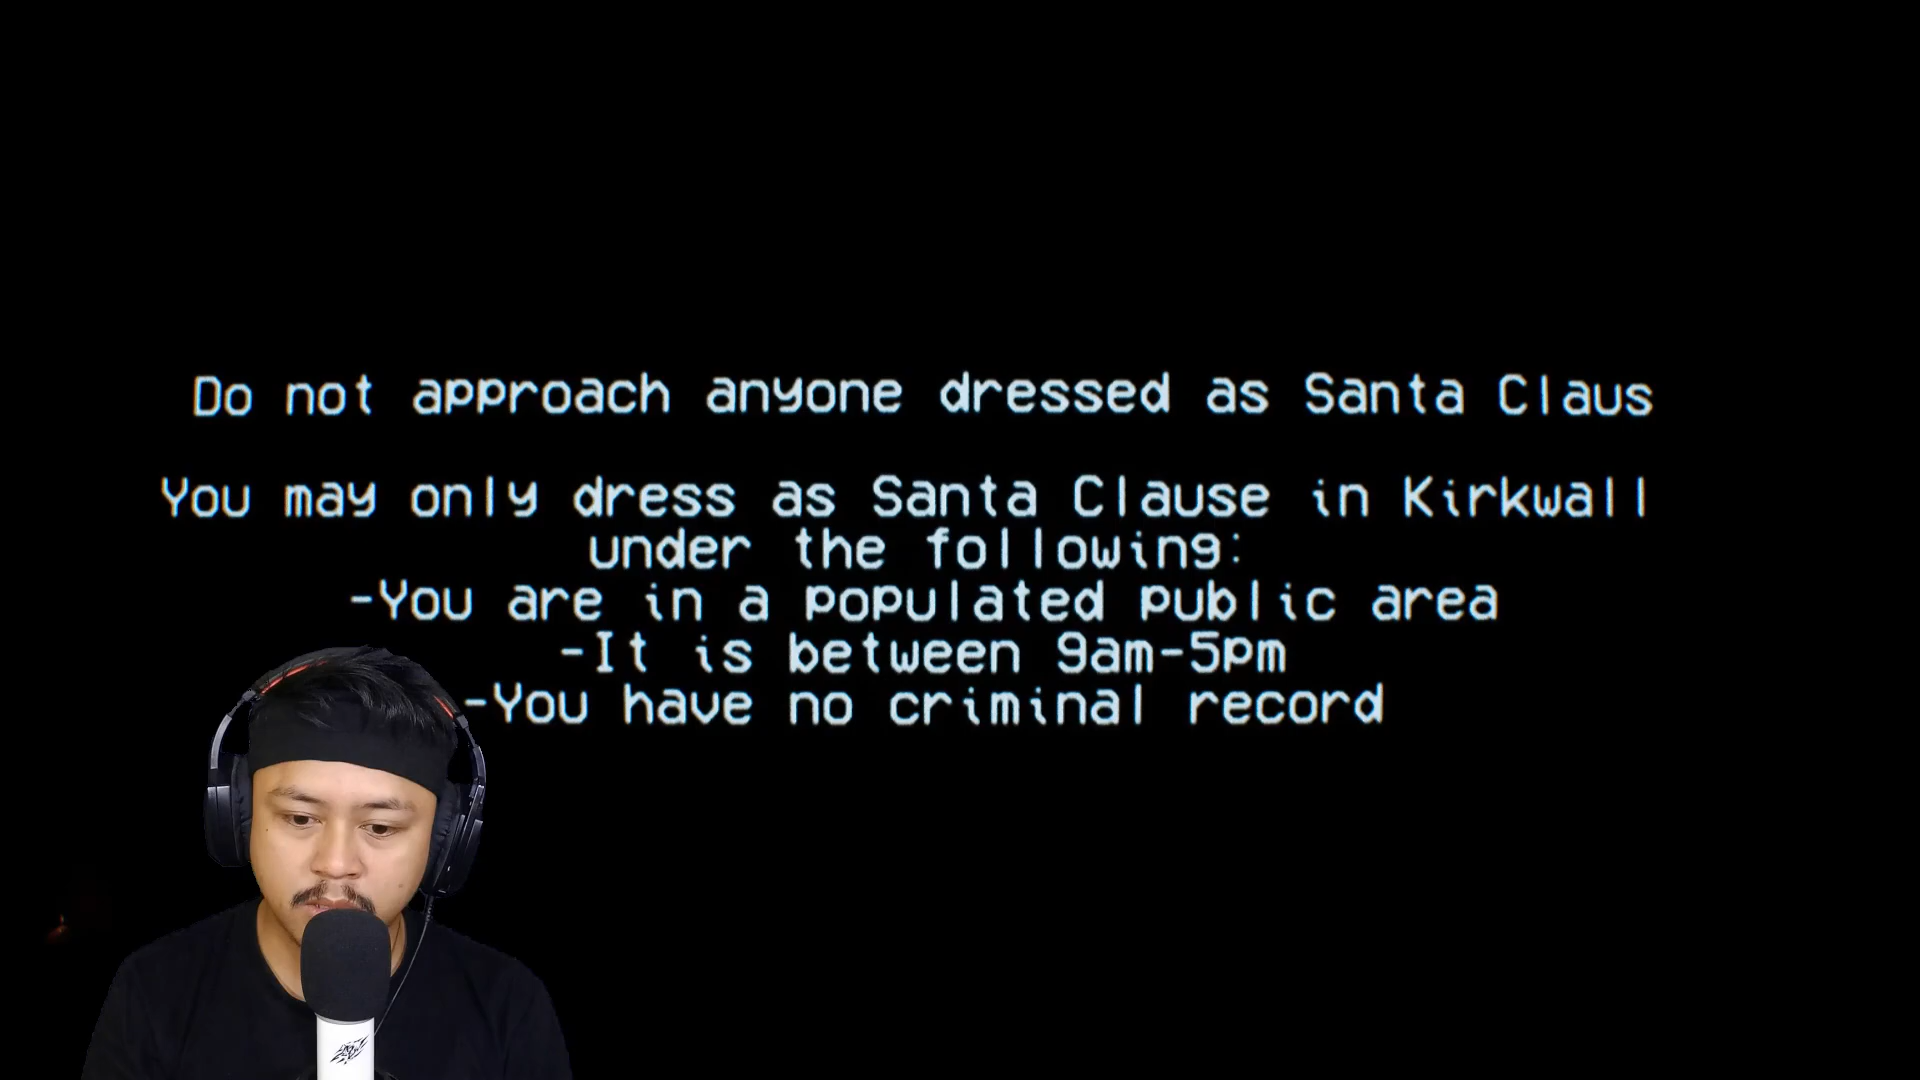 Do not approach anyone dressed as Santa Claus
You may only dress as Santa Clause in Kirkwall
under the following:
-You are in a populated public area
-It is between 9am-5pm
-You have no criminal record